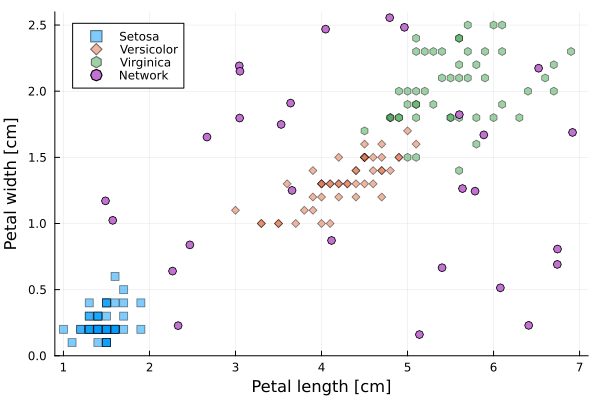 Setosa
Versicolor
Virginica
Network
2.5
2.0
1.5
1.0
0.5
0.0
Petal width [cm]
1 2 3 4 5 6 7
Petal length [cm]